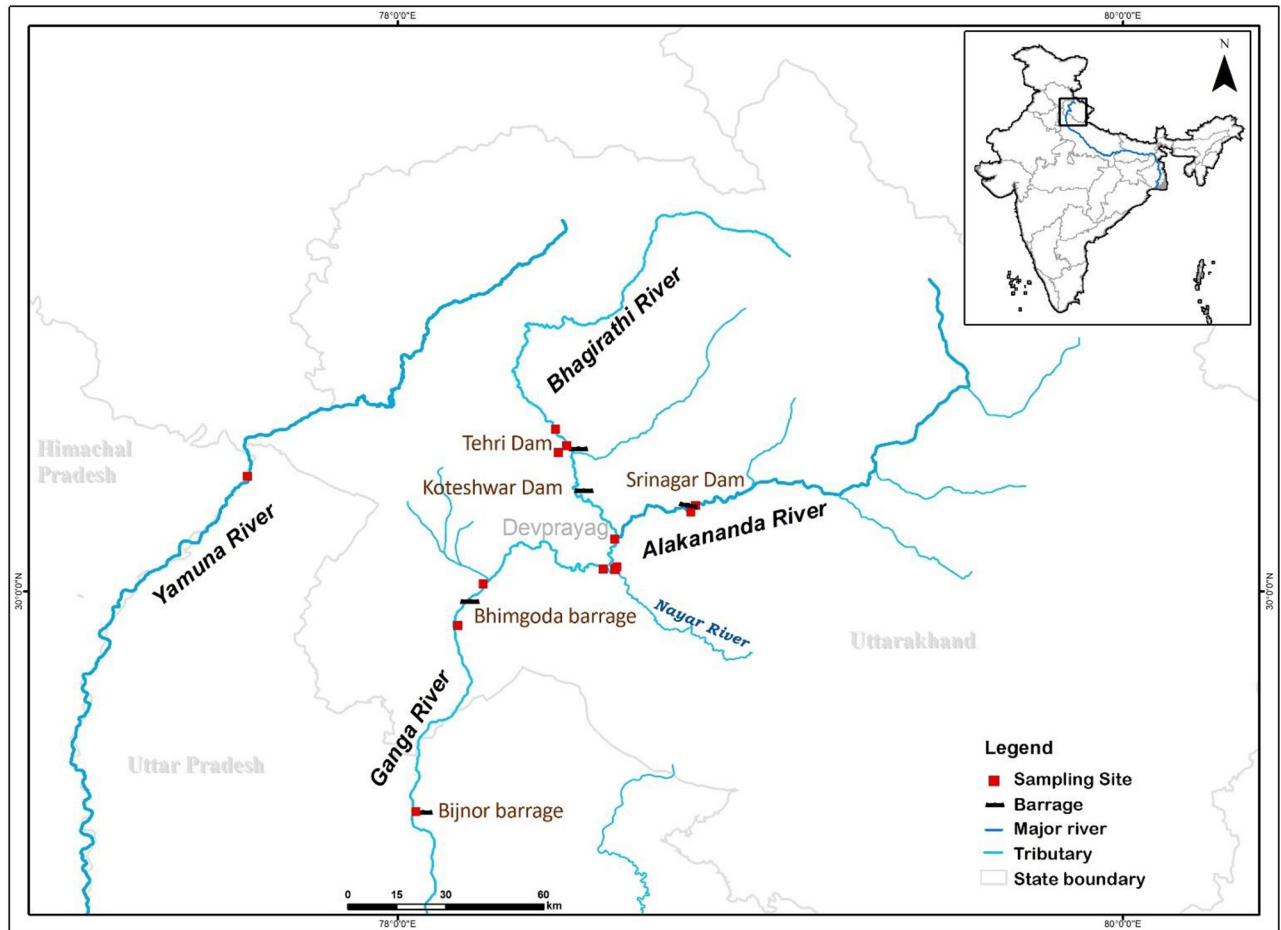 78°0'0"E
80°0'0"E
N
Bhagirathi River
Himachal
Pradesh
Tehri Dam
Koteshwar Dam
Srinagar Dam
Devprayag
Alakananda River
Yamuna River
30°0'0"N
30°0'0"N
Nayar River
Bhimgoda barrage
Uttarakhand
Ganga River
Uttar Pradesh
Bijnor barrage
Legend
Sampling Site
Barrage
Major river
Tributary
State boundary
0 15 30 60
km
78°0'0"E
80°0'0"E